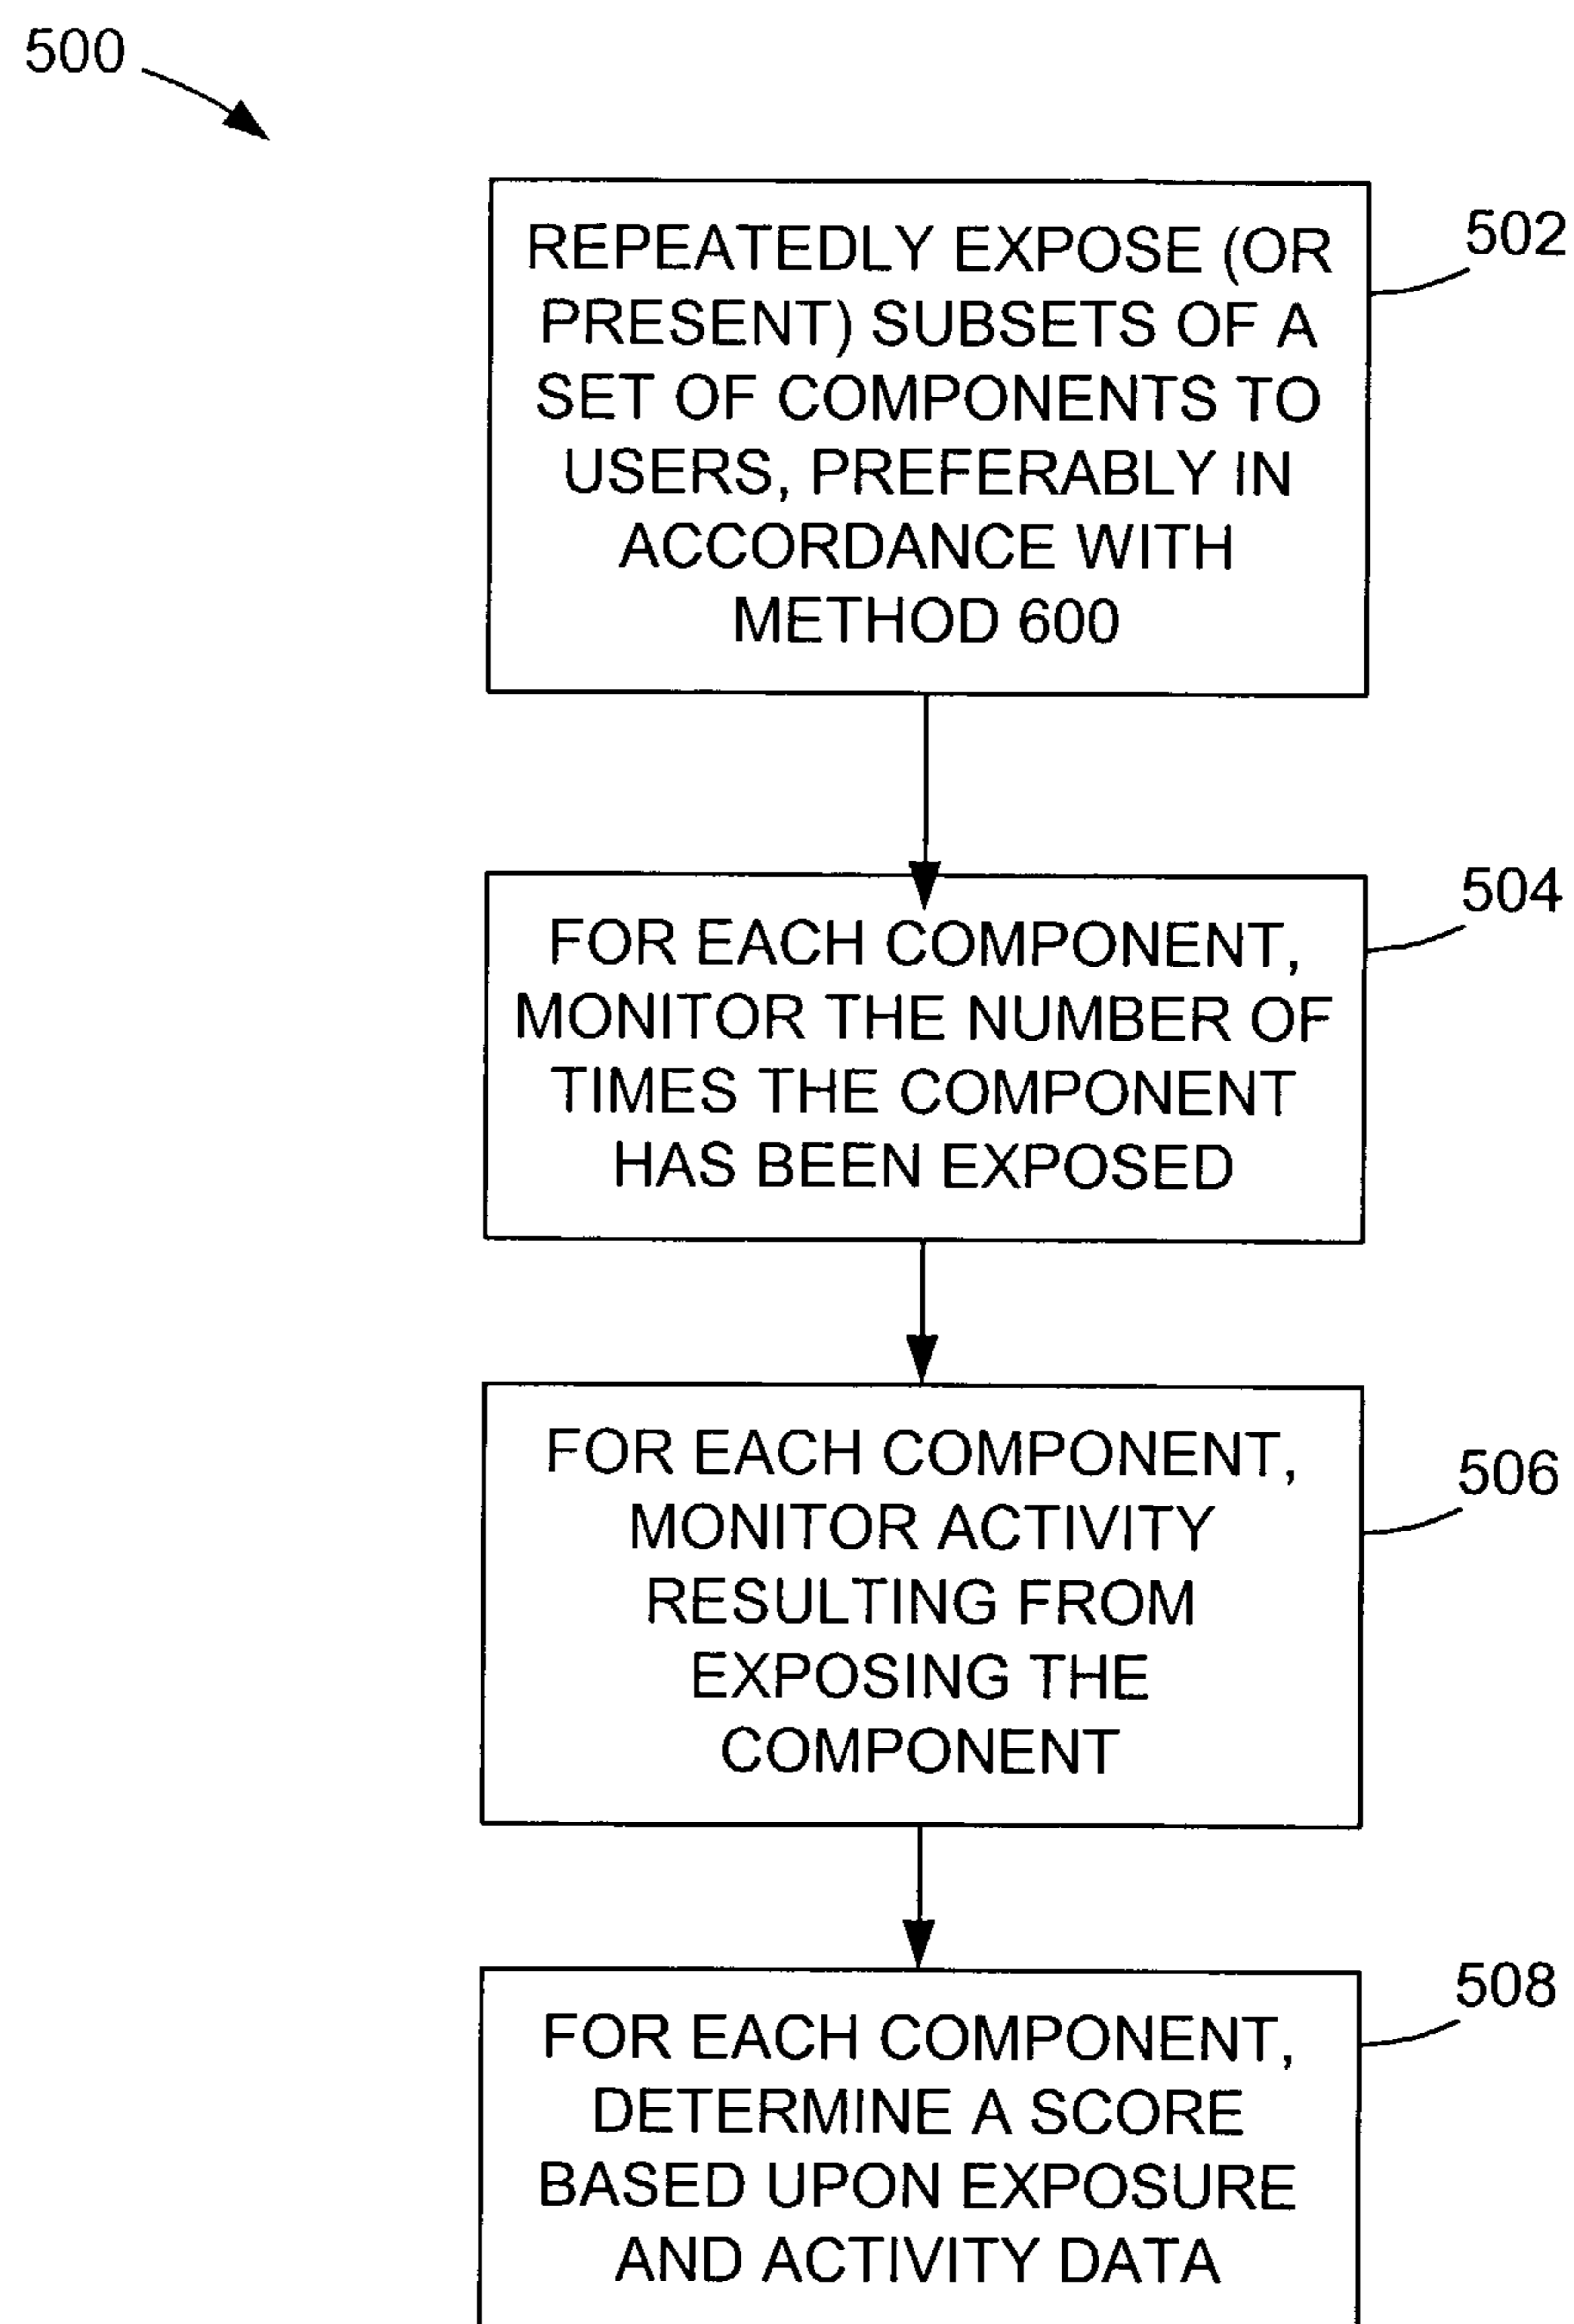 500
502
REPEATEDLY EXPOSE (OR
PRESENT) SUBSETS OF A
SET OF COMPONENTS TO
USERS, PREFERABLY IN
ACCORDANCE WITH
METHOD 600
504
FOR EACH COMPONENT,
MONITOR THE NUMBER OF
TIMES THE COMPONENT
HAS BEEN EXPOSED
506
FOR EACH COMPONENT,
MONITOR ACTIVITY
RESULTING FROM
EXPOSING THE
COMPONENT
508
FOR EACH COMPONENT,
DETERMINE A SCORE
BASED UPON EXPOSURE
AND ACTIVITY DATA